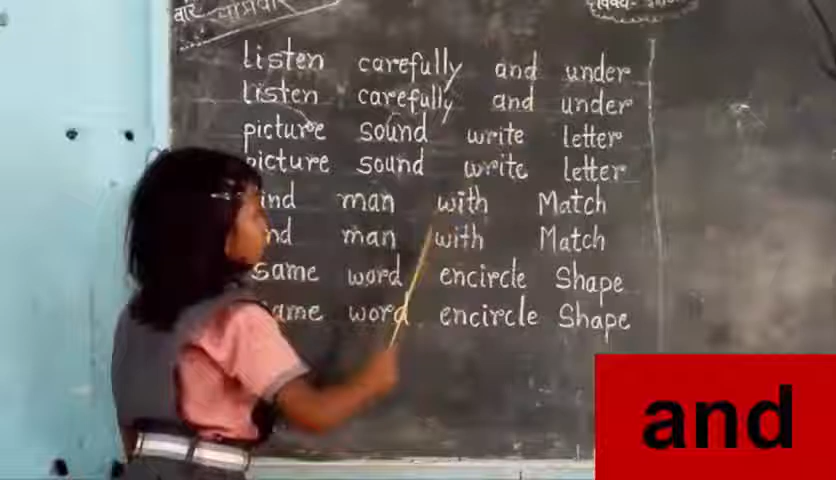 listen carefully and under
listen carefully and under
picture sound write letter
picture sound write letter
man with Match
man with Match
same word encircle Shape
word encircle Shape
and